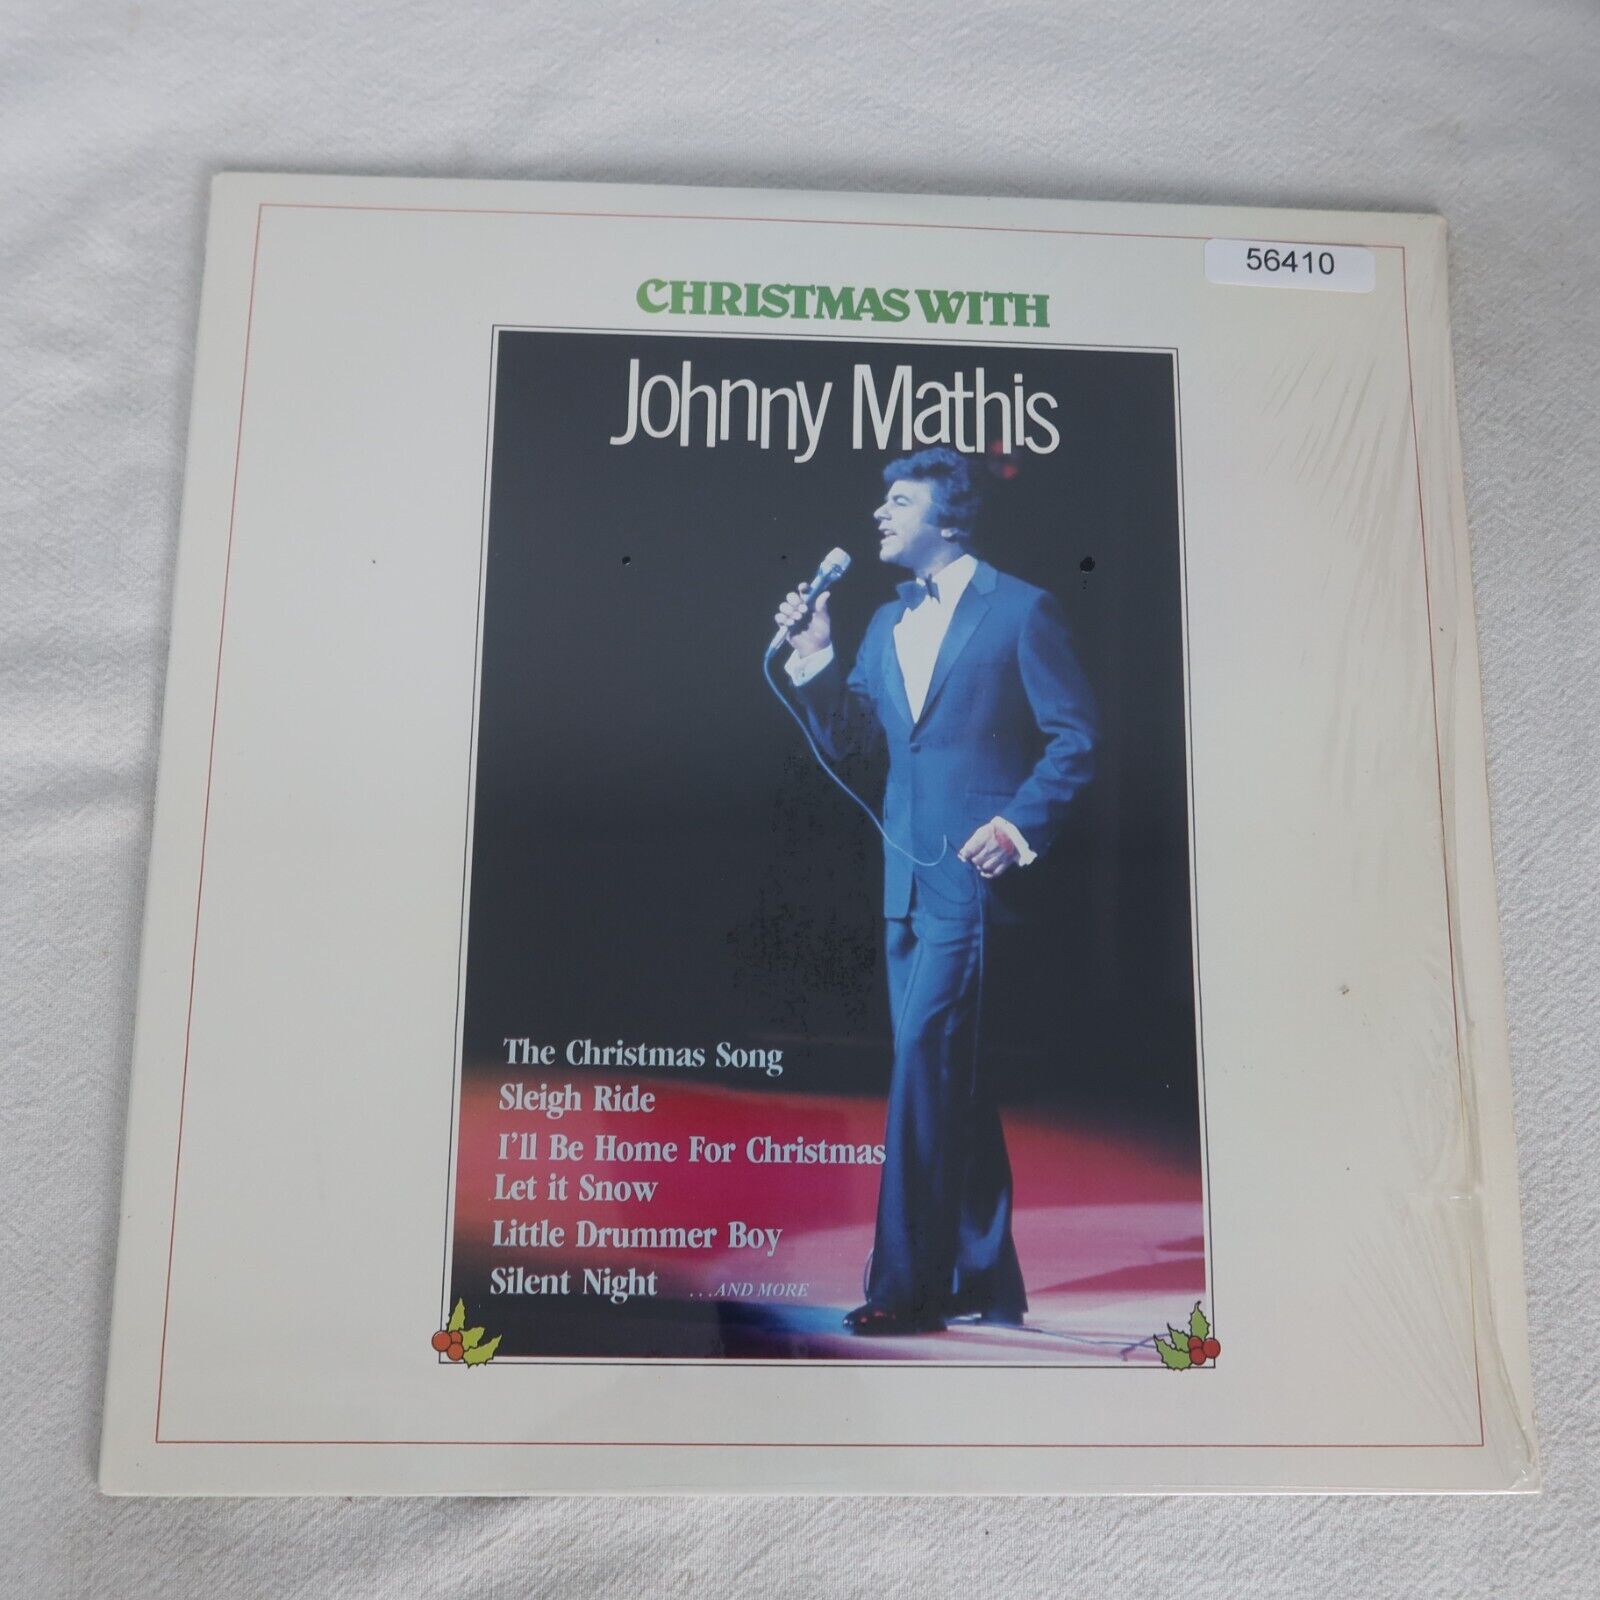 56410
CHRISTMAS WITH
Johnny Mathis
The Christmas Song
Sleigh Ride
I'll Be Home For Christmas
Let it Snow
Little Drummer Boy
Silent Night ...AND MORE